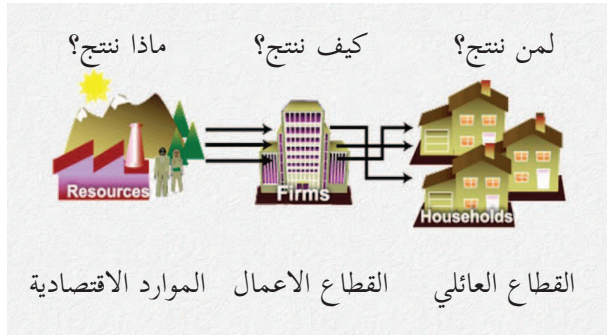 ماذا ننتج؟ كيف ننتج؟ لمن ننتج؟
Resources Firms Households
الموارد الاقتصادية القطاع الاعمال القطاع العائلي